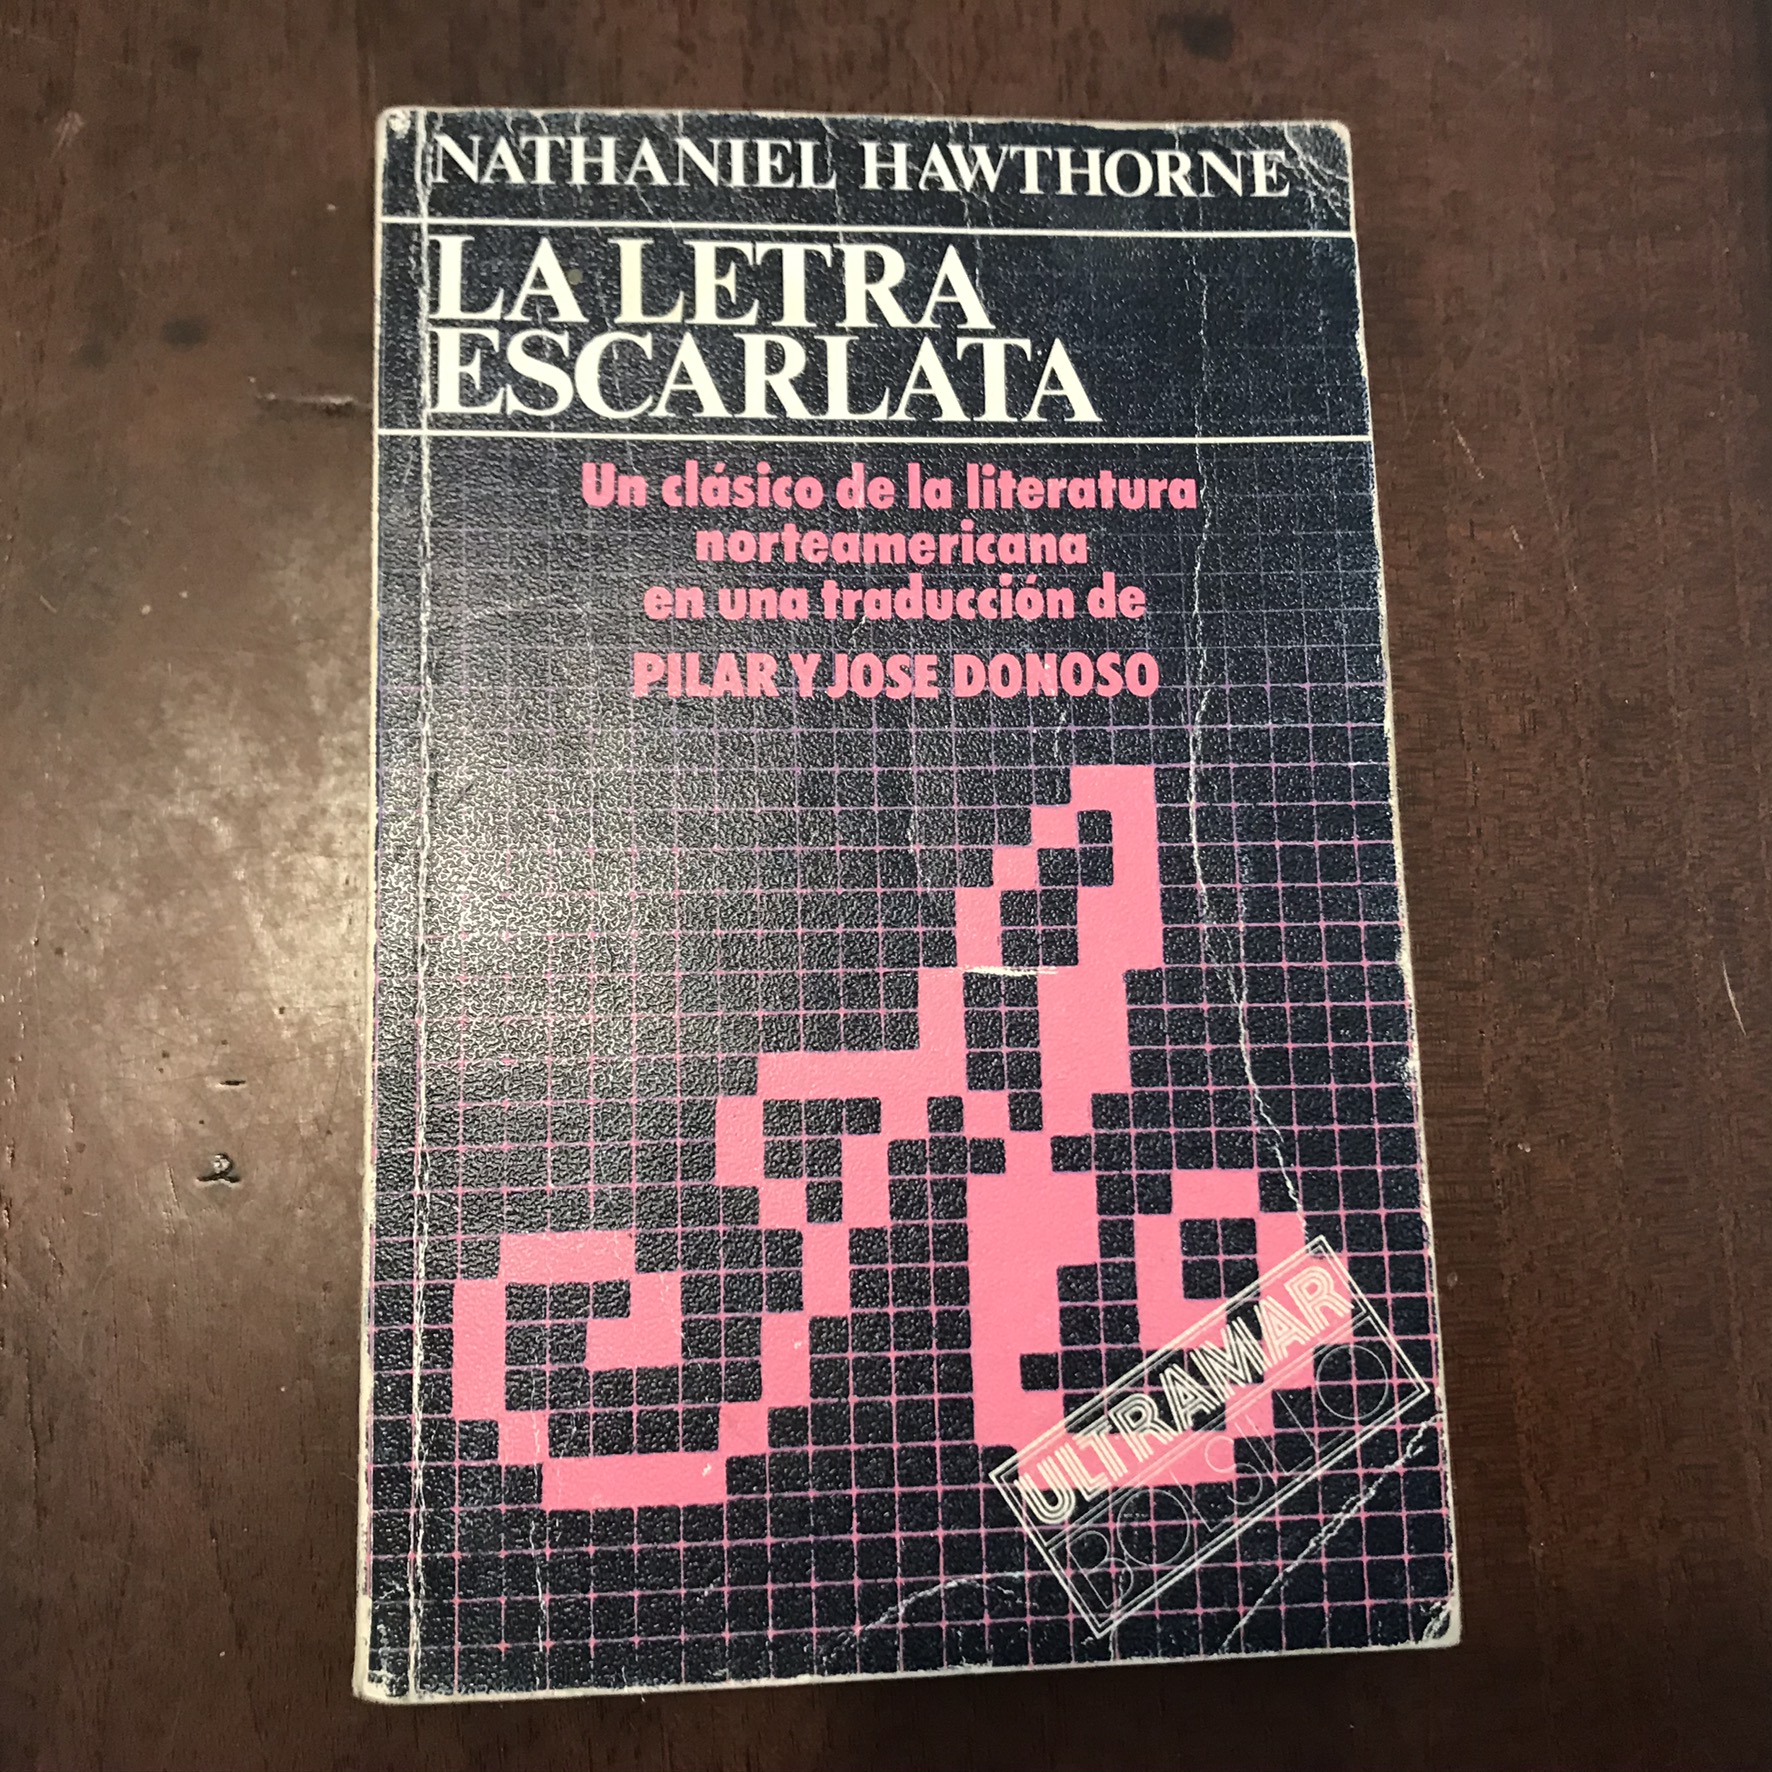 NATHANIEL HAWTHORNE
LA LETRA
ESCARLATA
Un clásico de la literatura
norteamericana
en una traducción de
PILAR Y JOSE DONOSO
ULTRAMAR
BOLSILLO